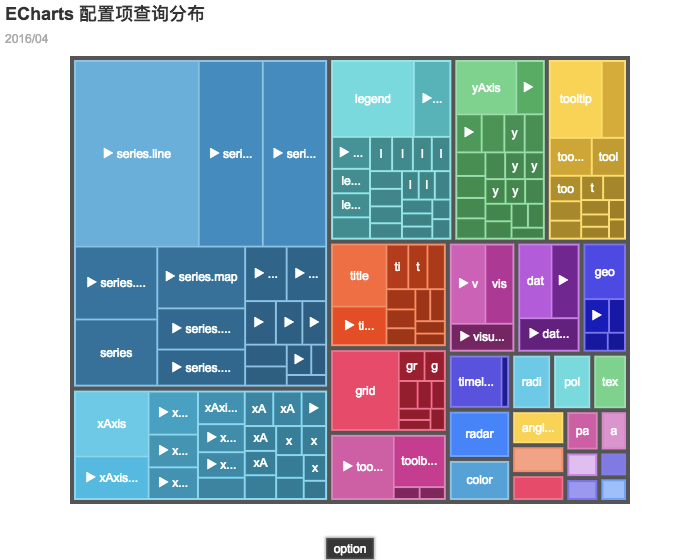 ECharts 配置项查询分布
2016/04
▶ series.line
▶ seri...
▶ seri...
▶ series....
▶ series.map
▶ ...
▶ ...
▶ series....
▶
▶
▶
series
▶ series....
▶
xAxis
▶ x...
xAxi...
xA
xA
▶
▶ x...
▶ x...
xA
x
x
▶ xAxis...
▶ x...
▶ x...
x
legend
▶...
▶ ...
l
l
l
l
le...
l
l
le...
yAxis
▶
▶
y
y
y
y
y
tooltip
too...
tool
too
t
title
ti
t
▶ ti...
grid
gr
g
▶ too...
toolb...
▶ v
vis
▶ visu...
dat
▶
▶ dat...
geo
▶
timel...
radi
pol
tex
radar
angl...
pa
a
color
option